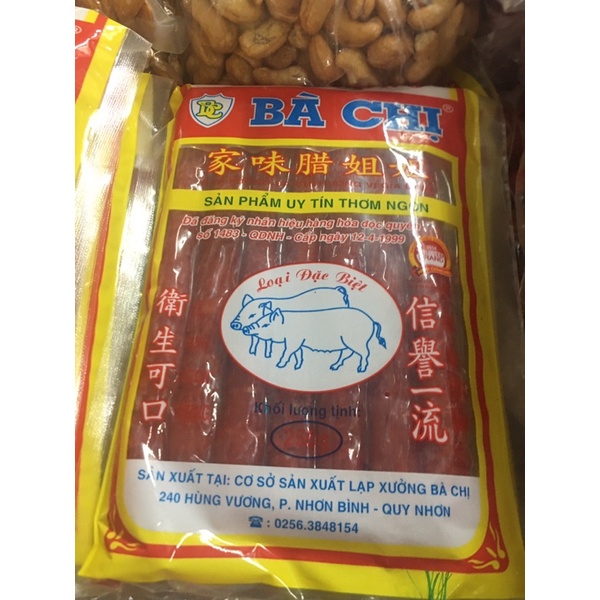 BC BÀ CHỊ ®
家味腊姐
SẢN PHẨM UY TÍN THƠM NGON
Đã đăng ký nhãn hiệu hàng hóa độc quyền
số 1483 - QĐNH - Cấp ngày 12-4-1999
Loại Đặc Biệt
衛生可口
信譽一流
Khối lượng tịnh:
SẢN XUẤT TẠI: CƠ SỞ SẢN XUẤT LẠP XƯỞNG BÀ CHỊ
240 HÙNG VƯƠNG, P. NHƠN BÌNH - QUY NHƠN
☎: 0256.3848154